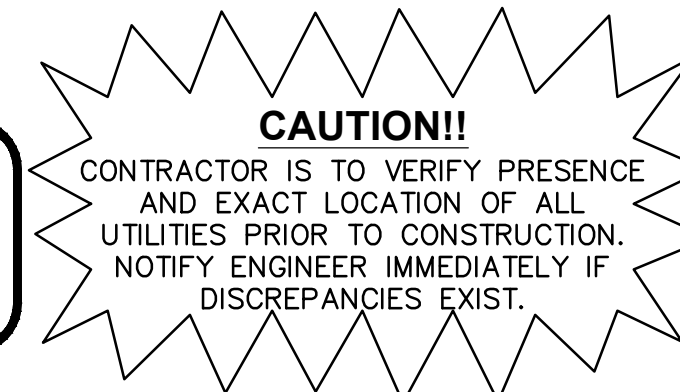 CAUTION!!
CONTRACTOR IS TO VERIFY PRESENCE
AND EXACT LOCATION OF ALL
UTILITIES PRIOR TO CONSTRUCTION.
NOTIFY ENGINEER IMMEDIATELY IF
DISCREPANCIES EXIST.